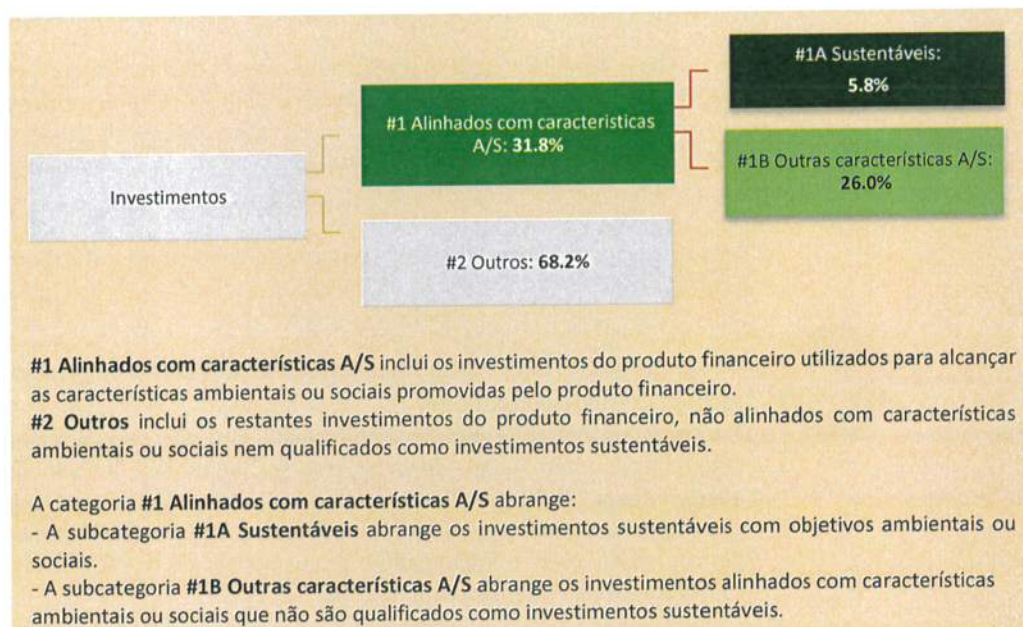 #1A Sustentáveis:
5.8%
#1 Alinhados com caracteristicas
A/S: 31.8%
#1B Outras características A/S:
26.0%
Investimentos
#2 Outros: 68.2%
#1 Alinhados com características A/S inclui os investimentos do produto financeiro utilizados para alcançar
as características ambientais ou sociais promovidas pelo produto financeiro.
#2 Outros inclui os restantes investimentos do produto financeiro, não alinhados com características
ambientais ou sociais nem qualificados como investimentos sustentáveis.
A categoria #1 Alinhados com características A/S abrange:
- A subcategoria #1A Sustentáveis abrange os investimentos sustentáveis com objetivos ambientais ou
sociais.
- A subcategoria #1B Outras características A/S abrange os investimentos alinhados com características
ambientais ou sociais que não são qualificados como investimentos sustentáveis.